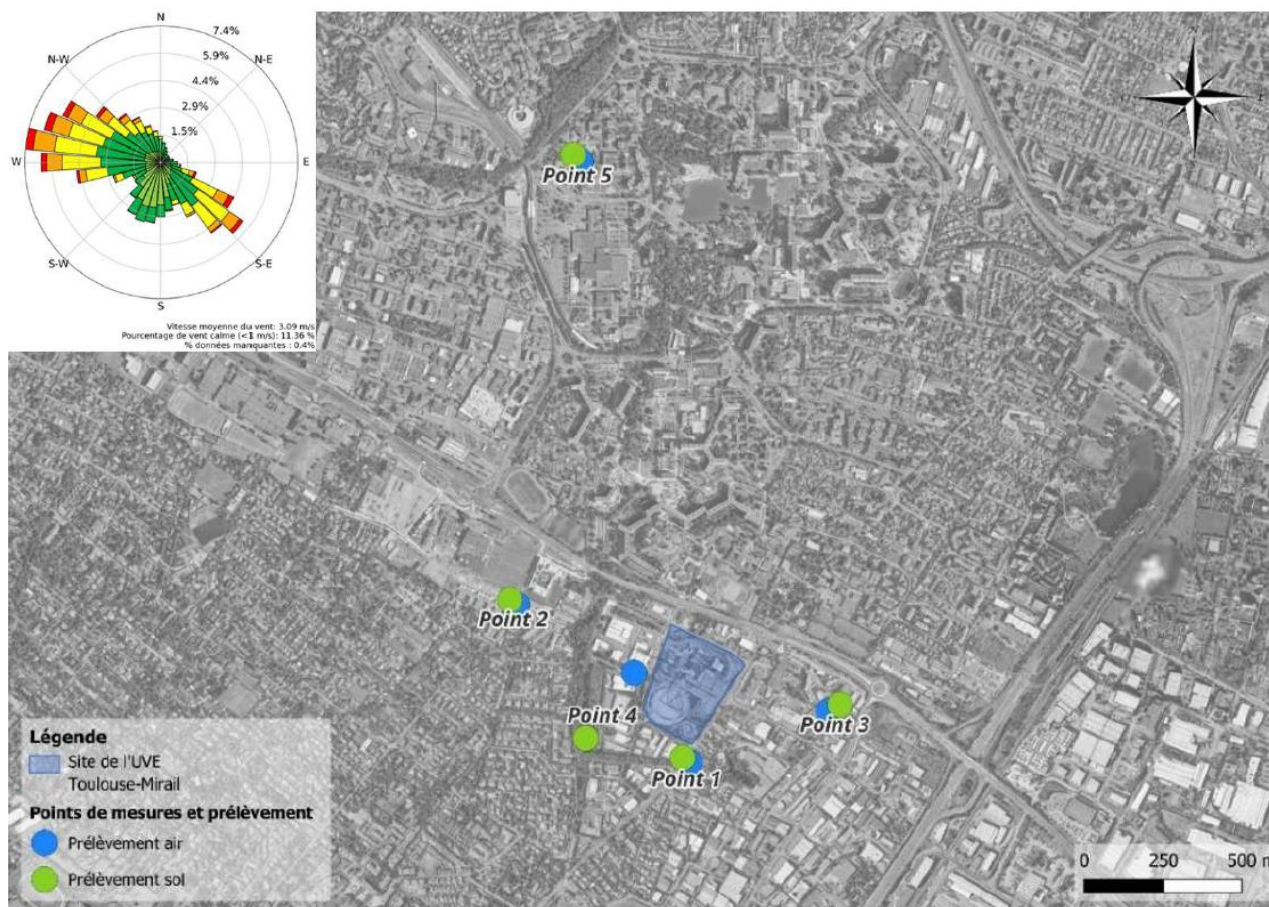 N
7.4%
N-W
N-E
5.9%
4.4%
2.9%
1.5%
W
E
S-W
S-E
S
Vitesse moyenne du vent: 3.09 m/s
Pourcentage de vent calme (<1 m/s): 11.36 %
% données manquantes : 0.4%
Point 5
Point 2
Point 4
Point 3
Point 1
Légende
Site de l'UVE
Toulouse-Mirail
Points de mesures et prélèvement
Prélèvement air
Prélèvement sol
0 250 500 m